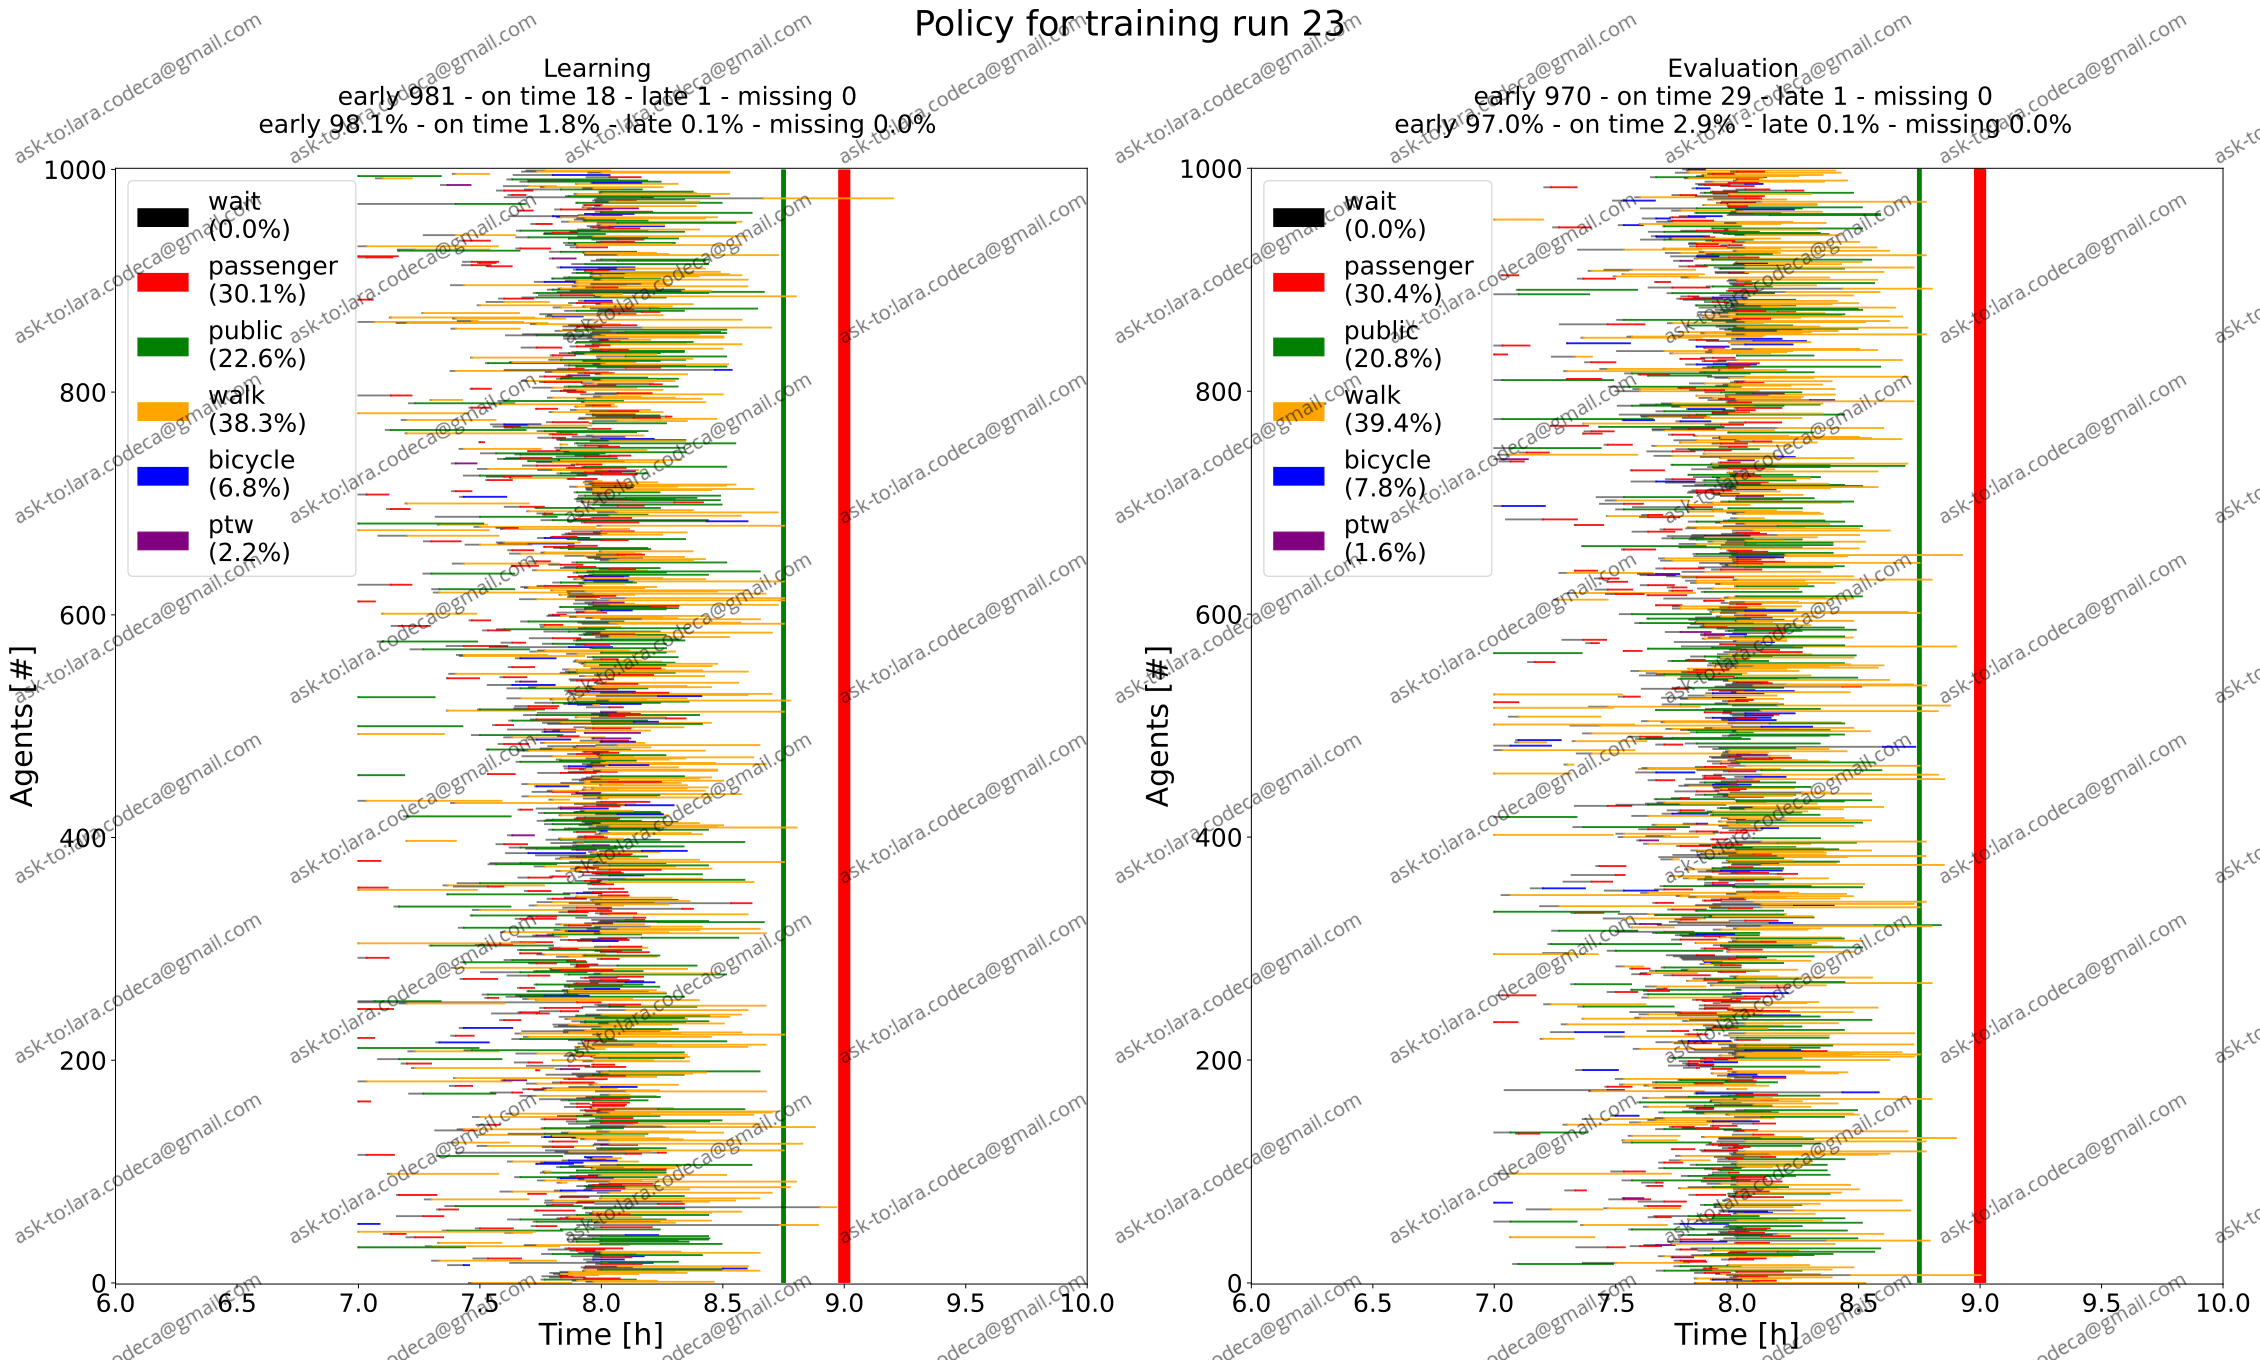 Policy for training run 23
Learning
early 981 - on time 18 - late 1 - missing 0
early 98.1% - on time 1.8% - late 0.1% - missing 0.0%
1000
800
600
400
200
0
Agents [#]
wait
(0.0%)
passenger
(30.1%)
public
(22.6%)
walk
(38.3%)
bicycle
(6.8%)
ptw
(2.2%)
6.0 6.5 7.0 7.5 8.0 8.5 9.0 9.5 10.0
Time [h]
Evaluation
early 970 - on time 29 - late 1 - missing 0
early 97.0% - on time 2.9% - late 0.1% - missing 0.0%
1000
800
600
400
200
0
Agents [#]
wait
(0.0%)
passenger
(30.4%)
public
(20.8%)
walk
(39.4%)
bicycle
(7.8%)
ptw
(1.6%)
6.0 6.5 7.0 7.5 8.0 8.5 9.0 9.5 10.0
Time [h]
ask-to:lara.codeca@gmail.com